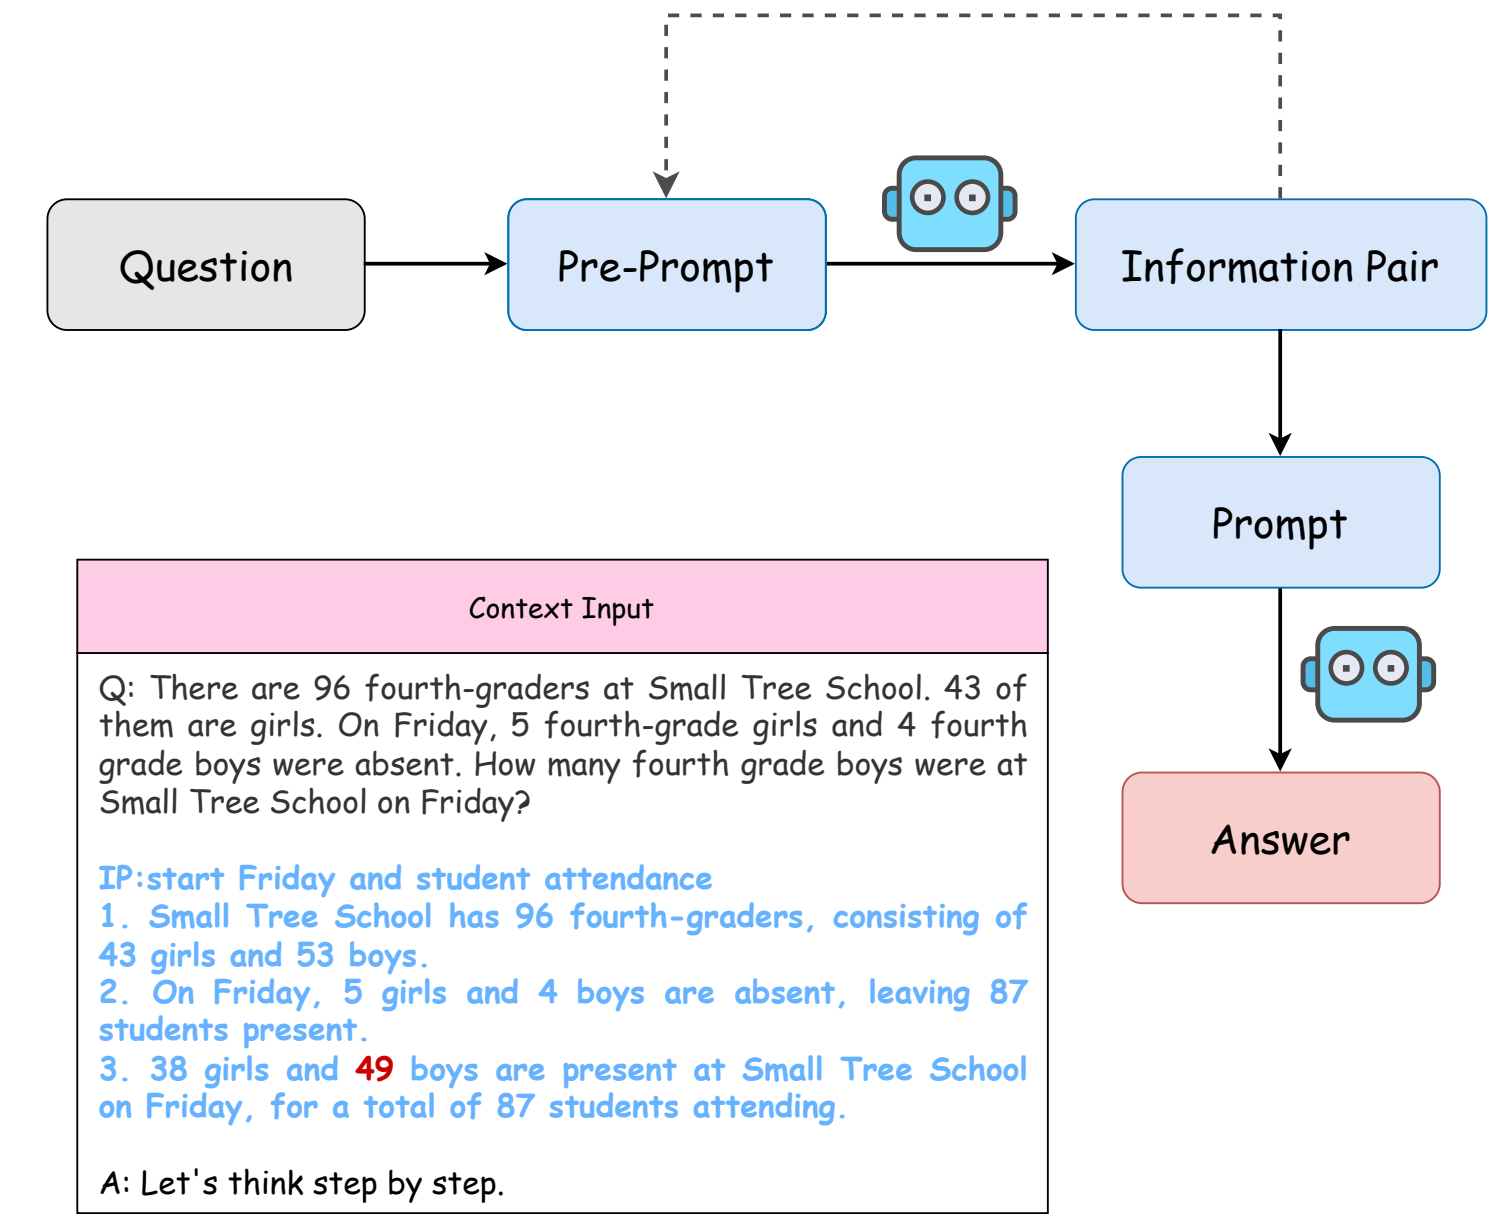 Question
Pre-Prompt
Information Pair
Prompt
Answer
Context Input
Q: There are 96 fourth-graders at Small Tree School. 43 of
them are girls. On Friday, 5 fourth-grade girls and 4 fourth
grade boys were absent. How many fourth grade boys were at
Small Tree School on Friday?
IP:start Friday and student attendance
1. Small Tree School has 96 fourth-graders, consisting of
43 girls and 53 boys.
2. On Friday, 5 girls and 4 boys are absent, leaving 87
students present.
3. 38 girls and 49 boys are present at Small Tree School
on Friday, for a total of 87 students attending.
A: Let's think step by step.